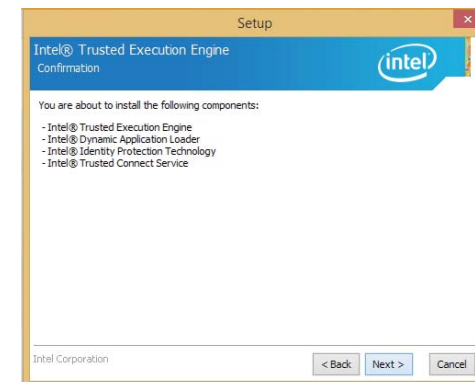 Setup
Intel® Trusted Execution Engine
Confirmation
intel
You are about to install the following components:
- Intel® Trusted Execution Engine
- Intel® Dynamic Application Loader
- Intel® Identity Protection Technology
- Intel® Trusted Connect Service
Intel Corporation
< Back Next > Cancel